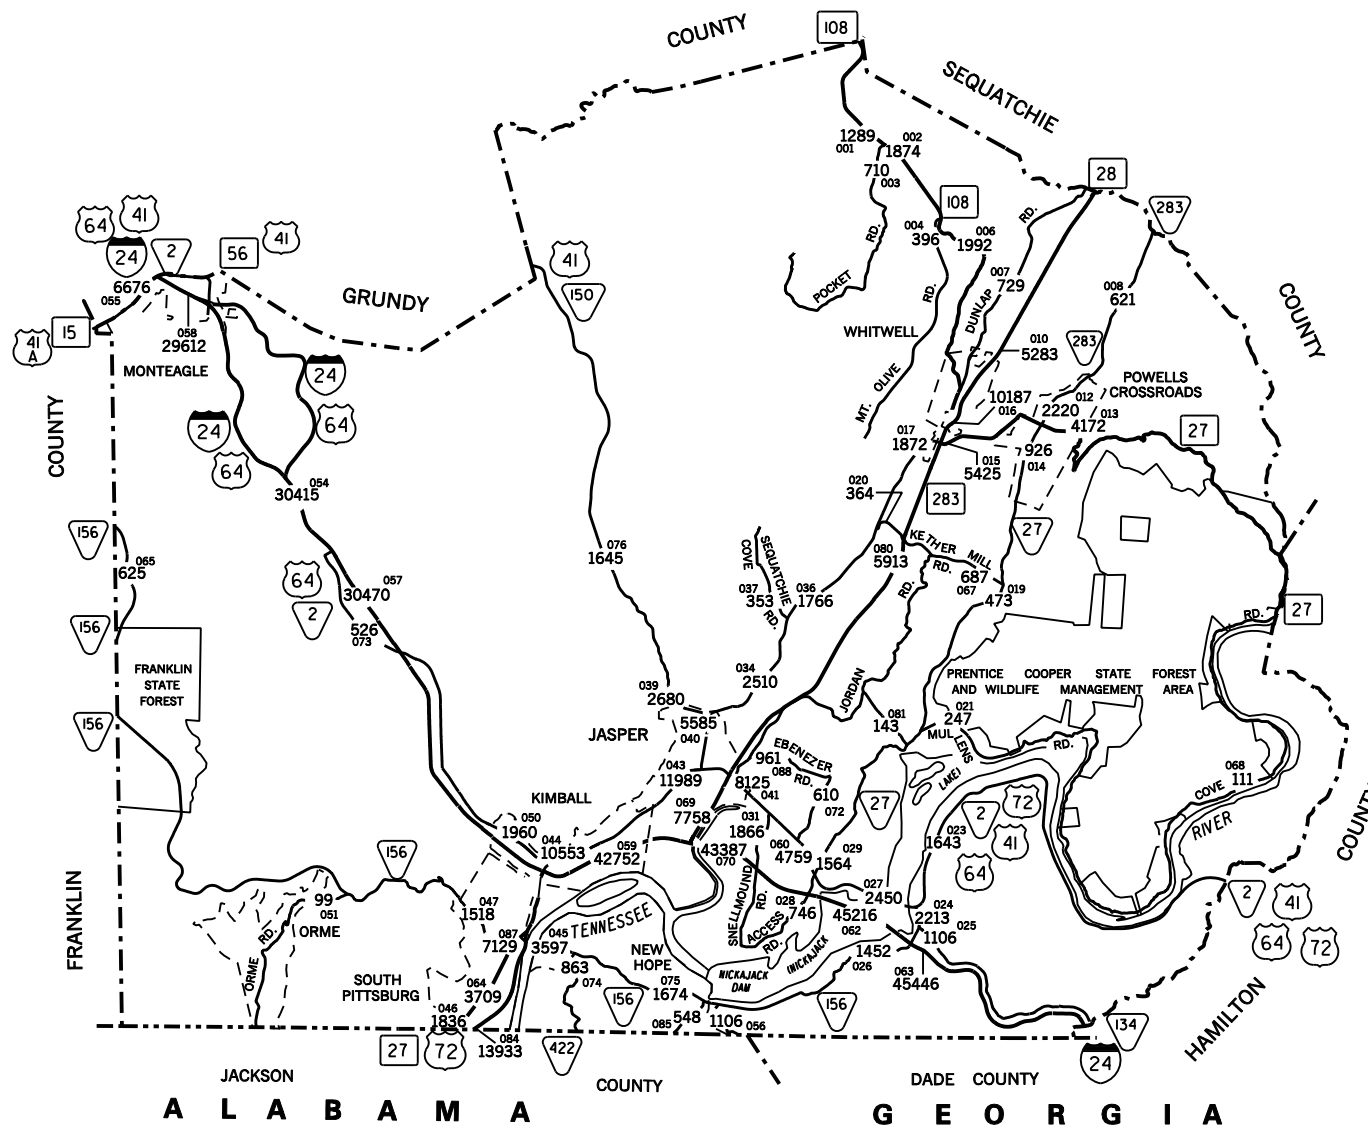 108
COUNTY
SEQUATCHIE
1289
001
002
1874
710
003
28
283
108
004
396
006
1992
RD.
64
41
24
2
56
41
GRUNDY
41
150
POCKET
RD.
RD.
007
729
DUNLAP
008
621
COUNTY
6676
055
15
41
A
058
29612
MONTEAGLE
WHITWELL
010
5283
283
24
MT. OLIVE
POWELLS
CROSSROADS
COUNTY
24
64
64
10187
016
012
2220
013
4172
27
017
1872
015
5425
926
014
30415
054
020
364
283
156
27
065
625
076
1645
080
5913
KETHER MILL
RD.
64
2
057
30470
SEQUATCHIE
COVE
RD.
037
353
036
1766
687
067
019
473
RD.
27
156
526
073
RD.
FRANKLIN
STATE
FOREST
034
2510
PRENTICE COOPER STATE FOREST
AND WILDLIFE MANAGEMENT AREA
039
2680
JORDAN
156
JASPER
5585
040
081
143
021
247
MULLENS
RD.
EBENEZER
RD.
961
088
043
11989
8125
041
610
072
LAKE)
068
111
COVE
RIVER
COUNTY
KIMBALL
27
2
72
41
64
050
1960
069
7758
031
1866
023
1643
044
10553
059
42752
43387
070
060
4759
029
1564
156
99
051
ORME
047
1518
027
2450
2
41
64
72
SNELLMOUND
RD.
028
746
ACCESS
RD.
45216
062
024
2213
025
1106
TENNESSEE
087
7129
045
3597
FRANKLIN
ORME
RD.
NEW
HOPE
NICKAJACK
DAM
(NICKAJACK
1452
026
863
074
063
45446
SOUTH
PITTSBURG
064
3709
075
1674
156
156
046
1836
548
085
1106
056
134
HAMILTON
27
72
084
13933
422
24
JACKSON
COUNTY
DADE COUNTY
ALABAMA
GEORGIA